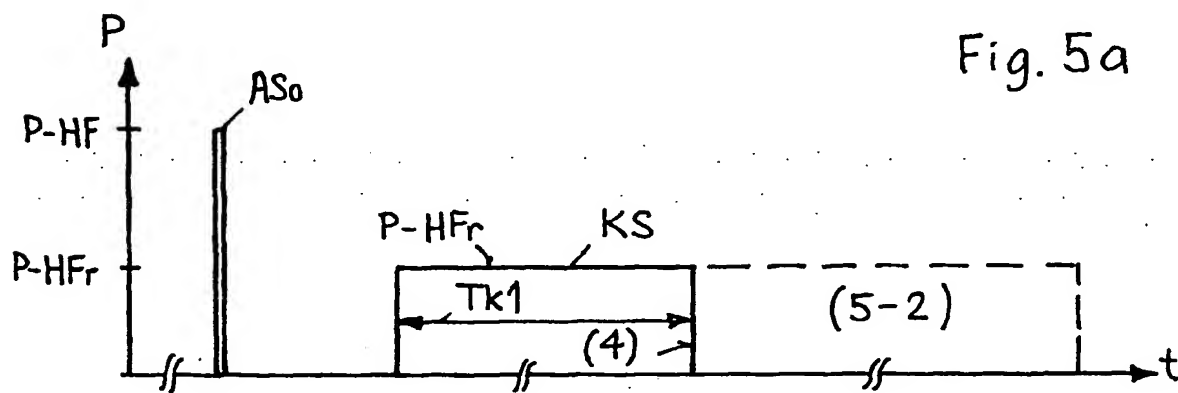 Fig. 5a
P
ASo
P-HF
P-HFr
P-HFr
KS
Tk1
(4)
(5-2)
t